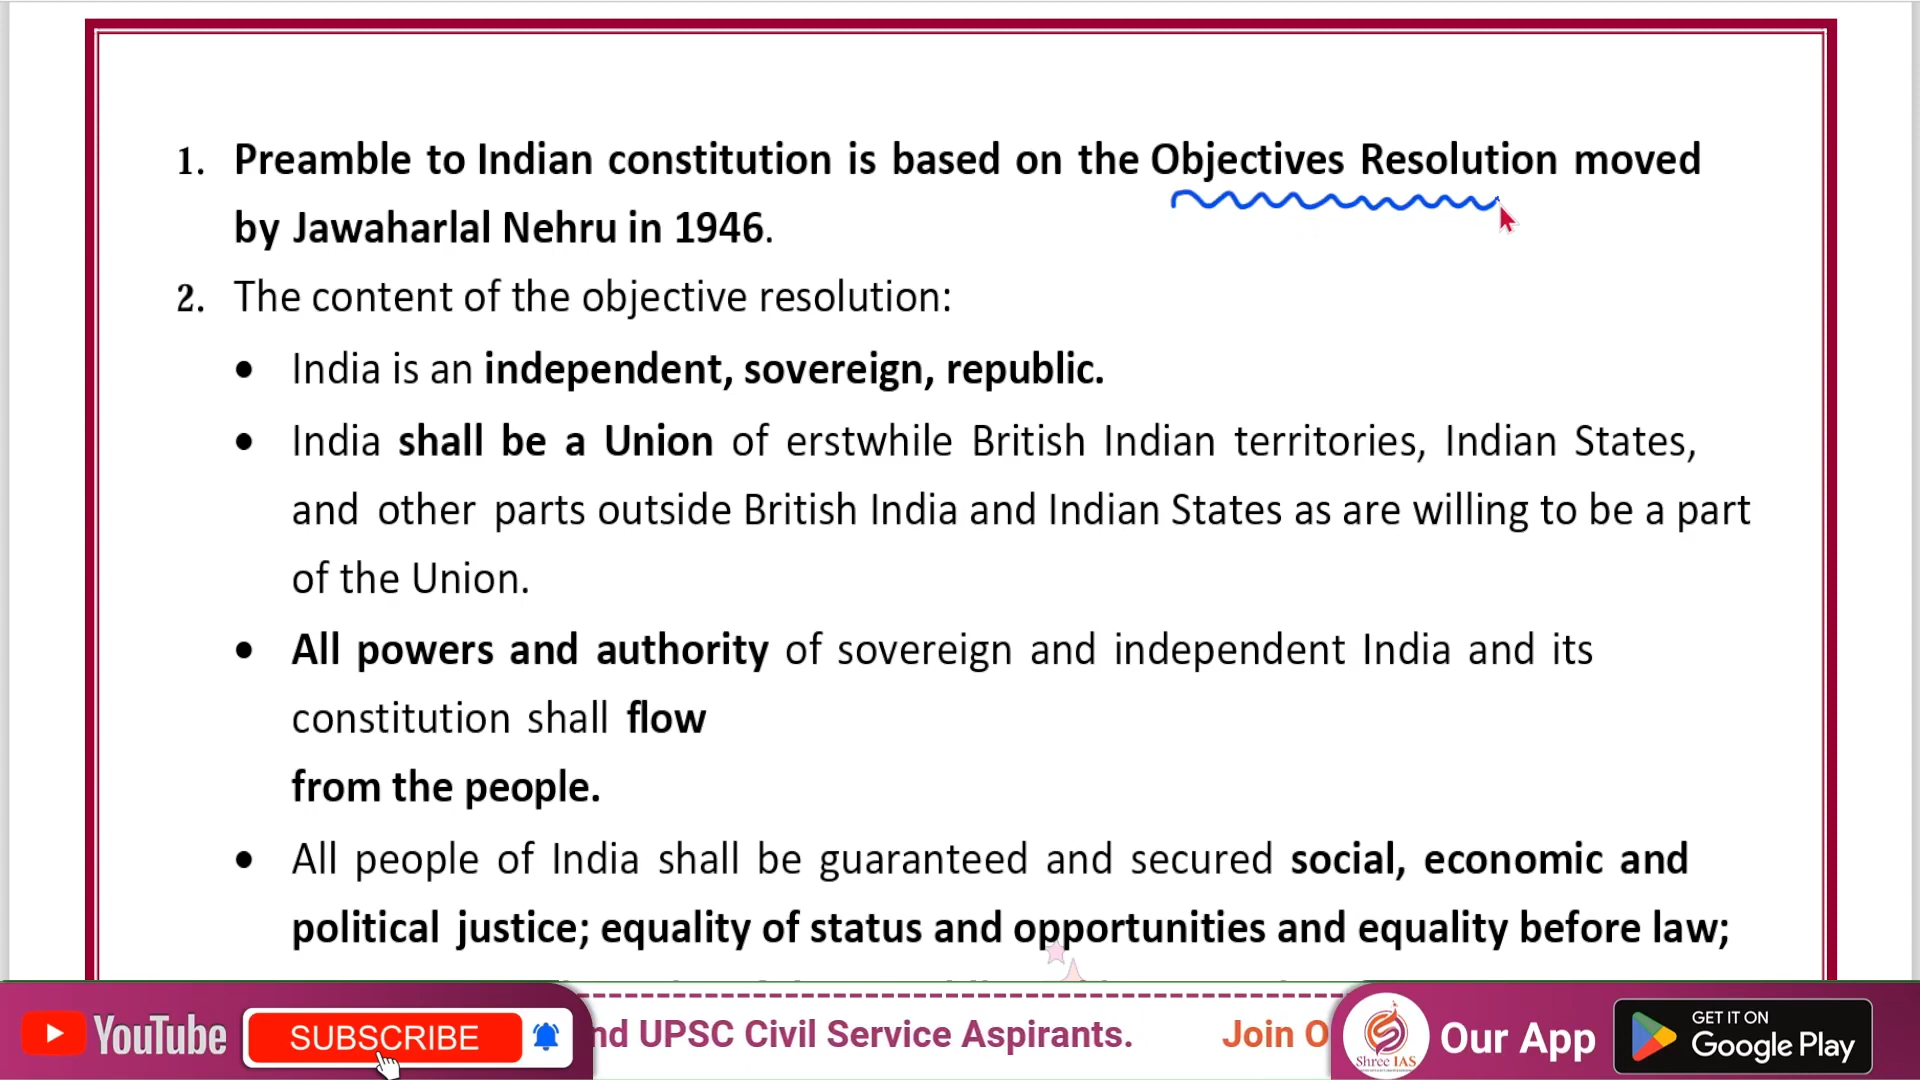 1. Preamble to Indian constitution is based on the Objectives Resolution moved
by Jawaharlal Nehru in 1946.
2. The content of the objective resolution:
• India is an independent, sovereign, republic.
• India shall be a Union of erstwhile British Indian territories, Indian States,
and other parts outside British India and Indian States as are willing to be a part
of the Union.
• All powers and authority of sovereign and independent India and its
constitution shall flow
from the people.
• All people of India shall be guaranteed and secured social, economic and
political justice; equality of status and opportunities and equality before law;
YouTube SUBSCRIBE nd UPSC Civil Service Aspirants. Join O Shree IAS Our App GET IT ON
Google Play